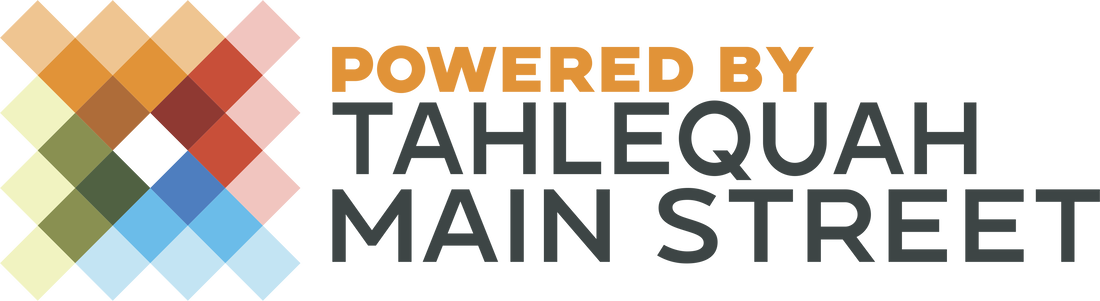 POWERED BY
TAHLEQUAH
MAIN STREET